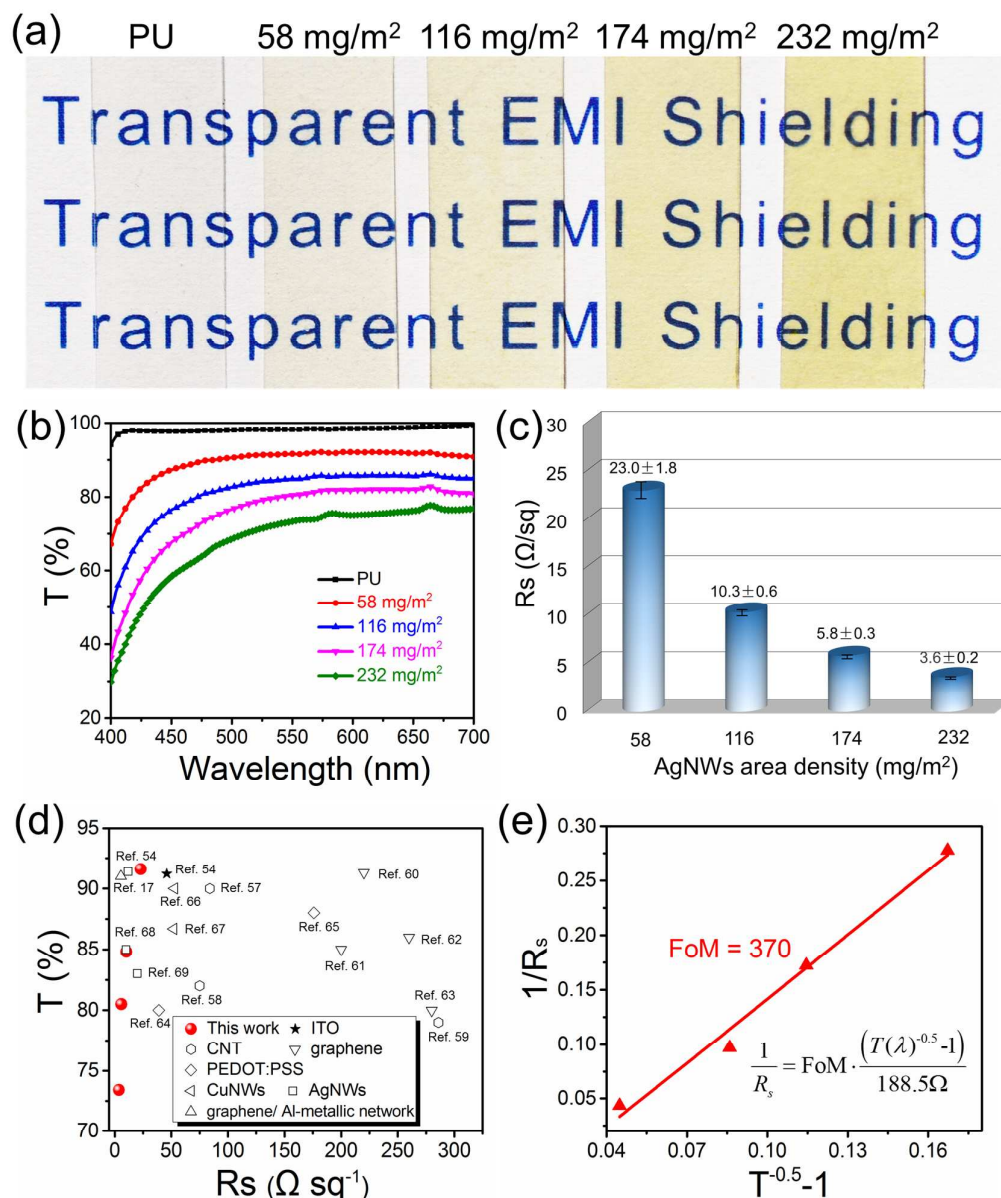 (a) PU 58 mg/m² 116 mg/m² 174 mg/m² 232 mg/m²
Transparent EMI Shielding
Transparent EMI Shielding
Transparent EMI Shielding
(b)
100
80
60
40
20
T (%)
PU
58 mg/m²
116 mg/m²
174 mg/m²
232 mg/m²
400 450 500 550 600 650 700
Wavelength (nm)
(c)
30
25
20
15
10
5
0
Rs (Ω/sq)
23.0±1.8
10.3±0.6
5.8±0.3
3.6±0.2
58 116 174 232
AgNWs area density (mg/m²)
(d)
95
90
85
80
75
70
T (%)
Ref. 54
Ref. 17
Ref. 54
Ref. 66
Ref. 57
Ref. 60
Ref. 68
Ref. 67
Ref. 65
Ref. 62
Ref. 61
Ref. 69
Ref. 58
Ref. 64
Ref. 63
Ref. 59
This work ITO
CNT graphene
PEDOT:PSS
CuNWs AgNWs
graphene/ Al-metallic network
0 50 100 150 200 250 300
Rs (Ω sq⁻¹)
(e)
0.30
0.25
0.20
0.15
0.10
0.05
1/Rₛ
FoM = 370
1/Rₛ = FoM · (T(λ)⁻⁰·⁵-1)/188.5Ω
0.04 0.08 0.12 0.16
T⁻⁰·⁵-1